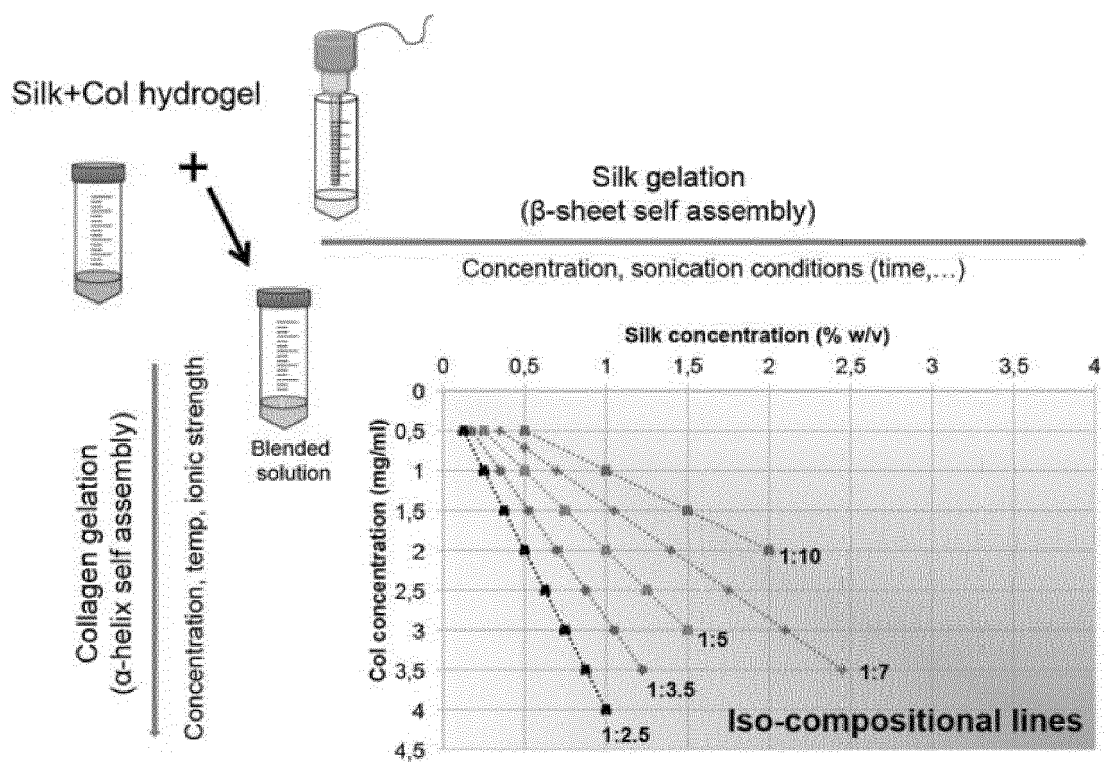 Silk+Col hydrogel
+
Silk gelation
(β-sheet self assembly)
Concentration, sonication conditions (time,...)
Blended
solution
Collagen gelation
(α-helix self assembly)
Concentration, temp, ionic strength
Silk concentration (% w/v)
0 0,5 1 1,5 2 2,5 3 3,5 4
Col concentration (mg/ml)
0
0,5
1
1,5
2
2,5
3
3,5
4
4,5
1:10
1:5
1:7
1:3.5
1:2.5
Iso-compositional lines